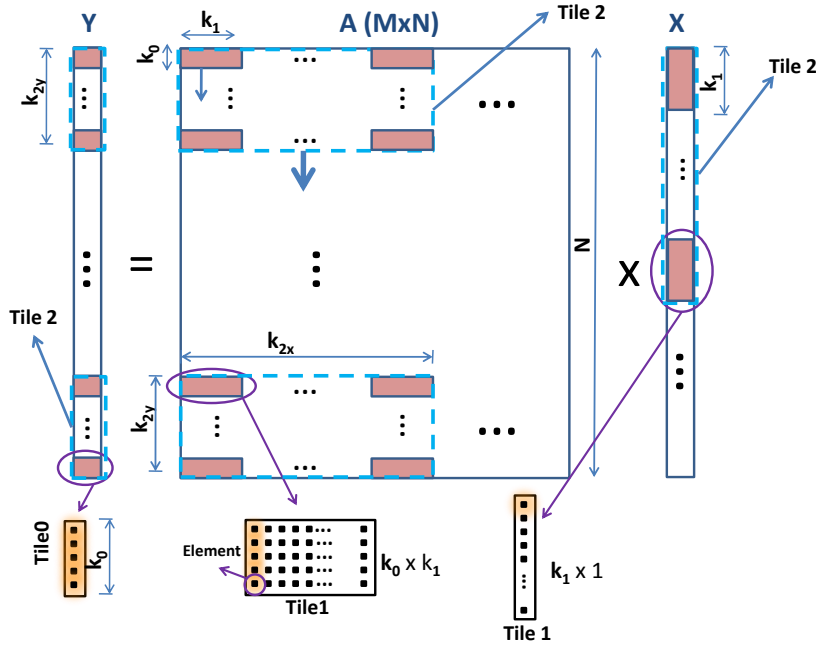 Y
A (MxN)
X
k1
Tile 2
k0
k2y
...
...
k1
Tile 2
...
...
...
...
...
...
=
N
X
Tile 2
k2x
...
k2y
...
...
...
...
...
Tile0
k0
Element
...
k0 x k1
Tile1
...
k1 x 1
Tile 1